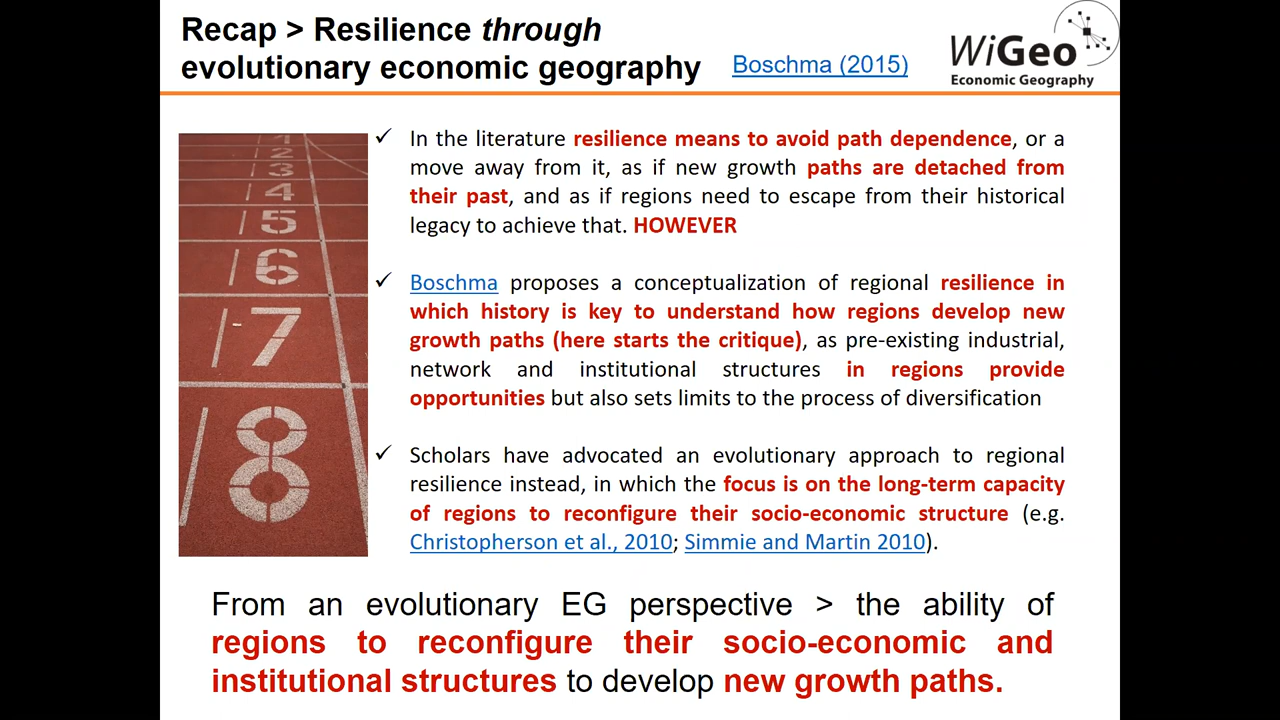 Recap > Resilience through
evolutionary economic geography
Boschma (2015)
WiGeo
Economic Geography
✓ In the literature resilience means to avoid path dependence, or a
move away from it, as if new growth paths are detached from
their past, and as if regions need to escape from their historical
legacy to achieve that. HOWEVER
✓ Boschma proposes a conceptualization of regional resilience in
which history is key to understand how regions develop new
growth paths (here starts the critique), as pre-existing industrial,
network and institutional structures in regions provide
opportunities but also sets limits to the process of diversification
✓ Scholars have advocated an evolutionary approach to regional
resilience instead, in which the focus is on the long-term capacity
of regions to reconfigure their socio-economic structure (e.g.
Christopherson et al., 2010; Simmie and Martin 2010).
1
2
3
4
5
6
7
8
From an evolutionary EG perspective > the ability of
regions to reconfigure their socio-economic and
institutional structures to develop new growth paths.